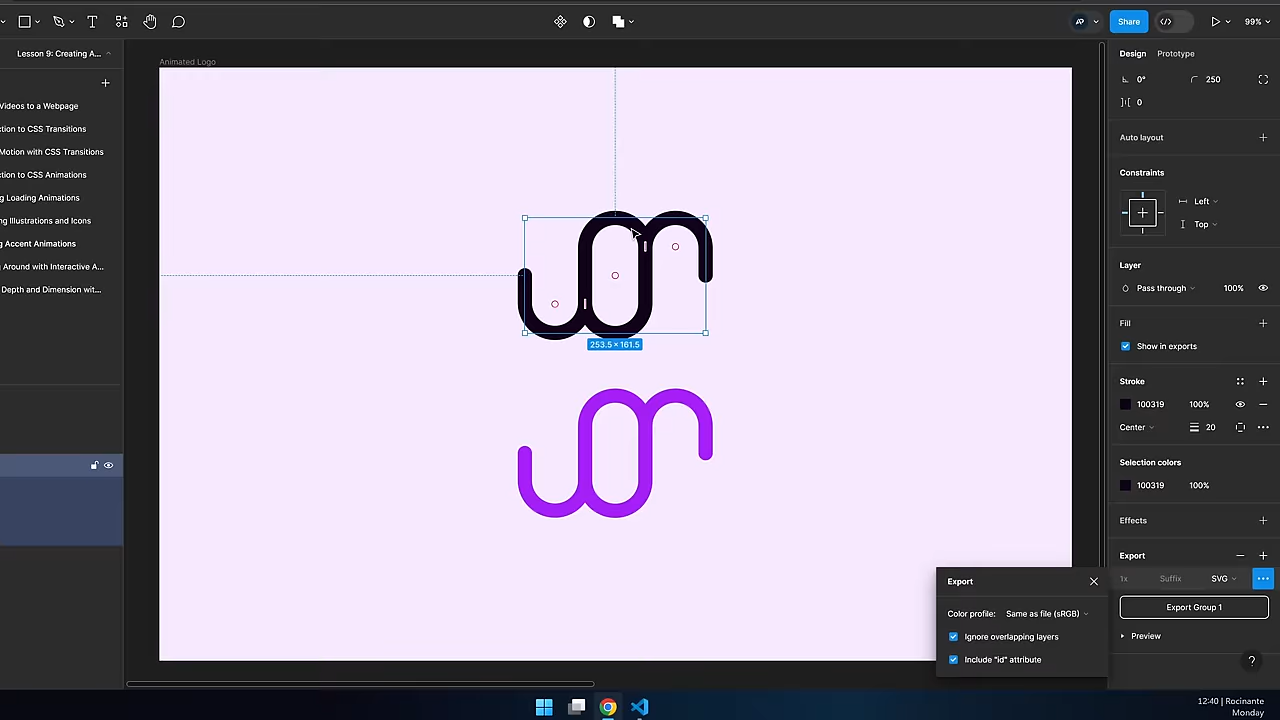 99%
Share
Lesson 9: Creating A...
Animated Logo
Design
Prototype
0°
250
0
Videos to a Webpage
ction to CSS Transitions
Motion with CSS Transitions
ction to CSS Animations
ng Loading Animations
ng Illustrations and Icons
Accent Animations
Around with Interactive A...
Depth and Dimension wit...
Auto layout
Constraints
Left
Top
Layer
Pass through
100%
Fill
Show in exports
253.5 × 161.5
Stroke
100319
100%
Center
20
Selection colors
100319
100%
Effects
Export
1x
Suffix
SVG
Export Group 1
Preview
Export
Color profile:
Same as file (sRGB)
Ignore overlapping layers
Include "id" attribute
?
12:40 | Rocinante
Monday